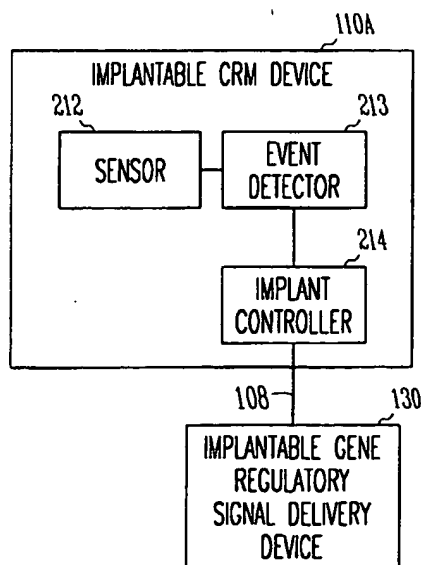 110A
IMPLANTABLE CRM DEVICE
212
213
SENSOR
EVENT
DETECTOR
214
IMPLANT
CONTROLLER
108
130
IMPLANTABLE GENE
REGULATORY
SIGNAL DELIVERY
DEVICE